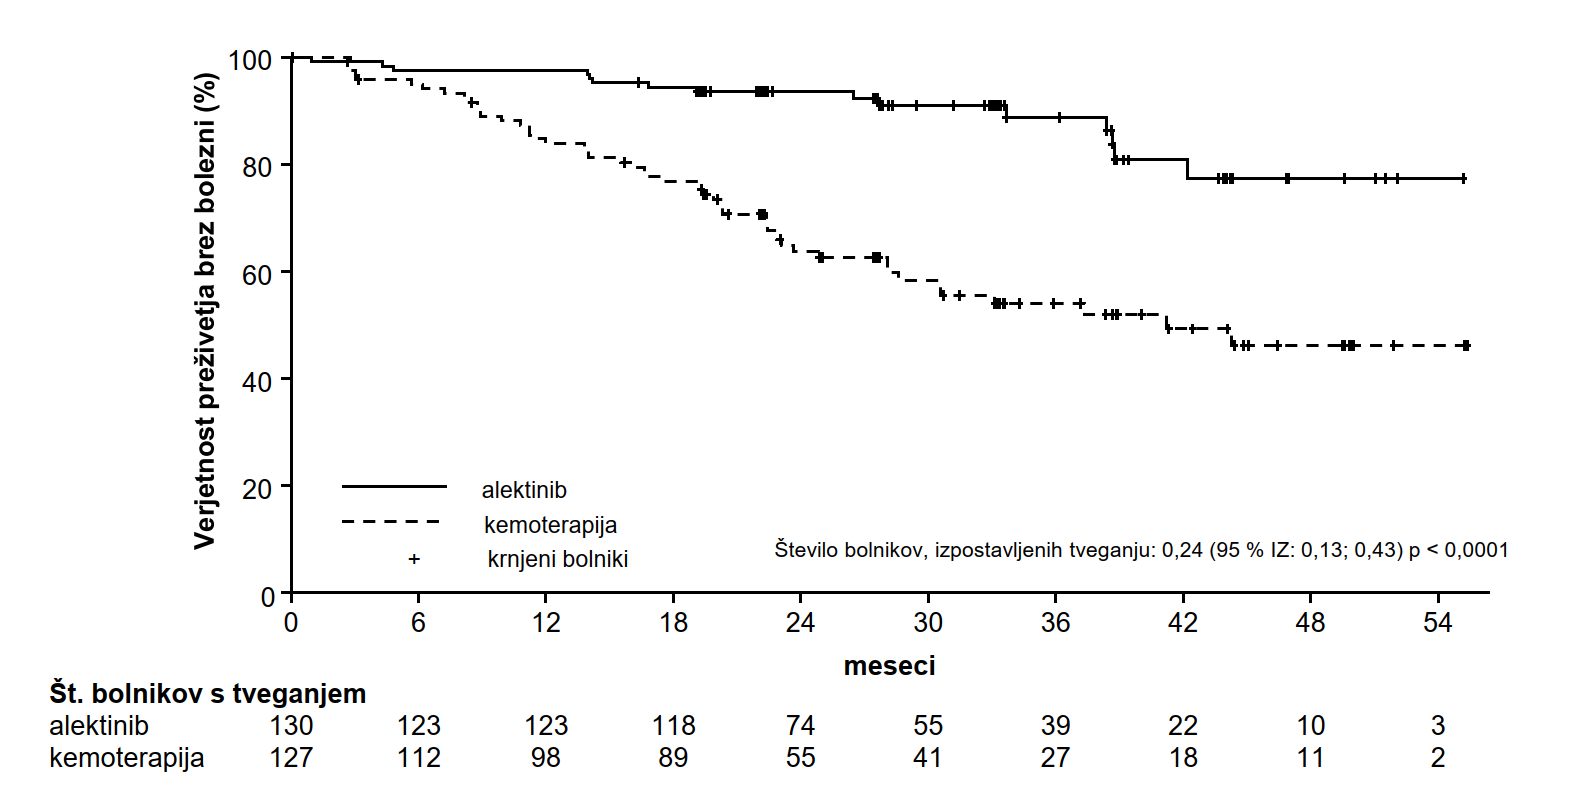 Verjetnost preživetja brez bolezni (%)
100
80
60
40
20
0
alektinib
kemoterapija
+ krnjeni bolniki
Število bolnikov, izpostavljenih tveganju: 0,24 (95 % IZ: 0,13; 0,43) p < 0,0001
0 6 12 18 24 30 36 42 48 54
meseci
Št. bolnikov s tveganjem
alektinib 130 123 123 118 74 55 39 22 10 3
kemoterapija 127 112 98 89 55 41 27 18 11 2